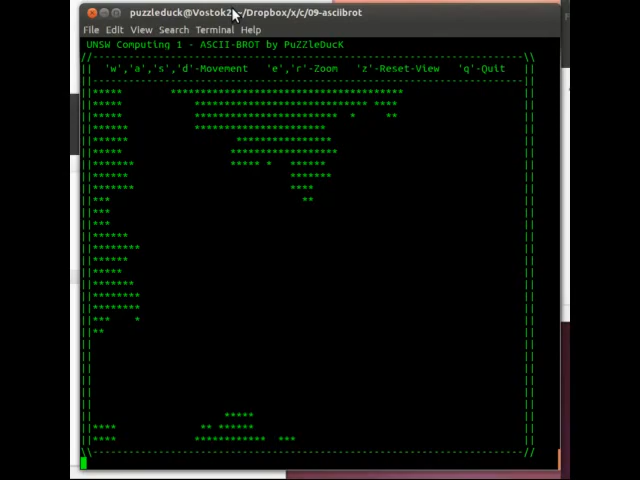 puzzleduck@Vostok2: ~/Dropbox/x/c/09-asciibrot
File Edit View Search Terminal Help
UNSW Computing 1 - ASCII-BROT by PuZZleDucK
'w','a','s','d'-Movement 'e','r'-Zoom 'z'-Reset-View 'q'-Quit